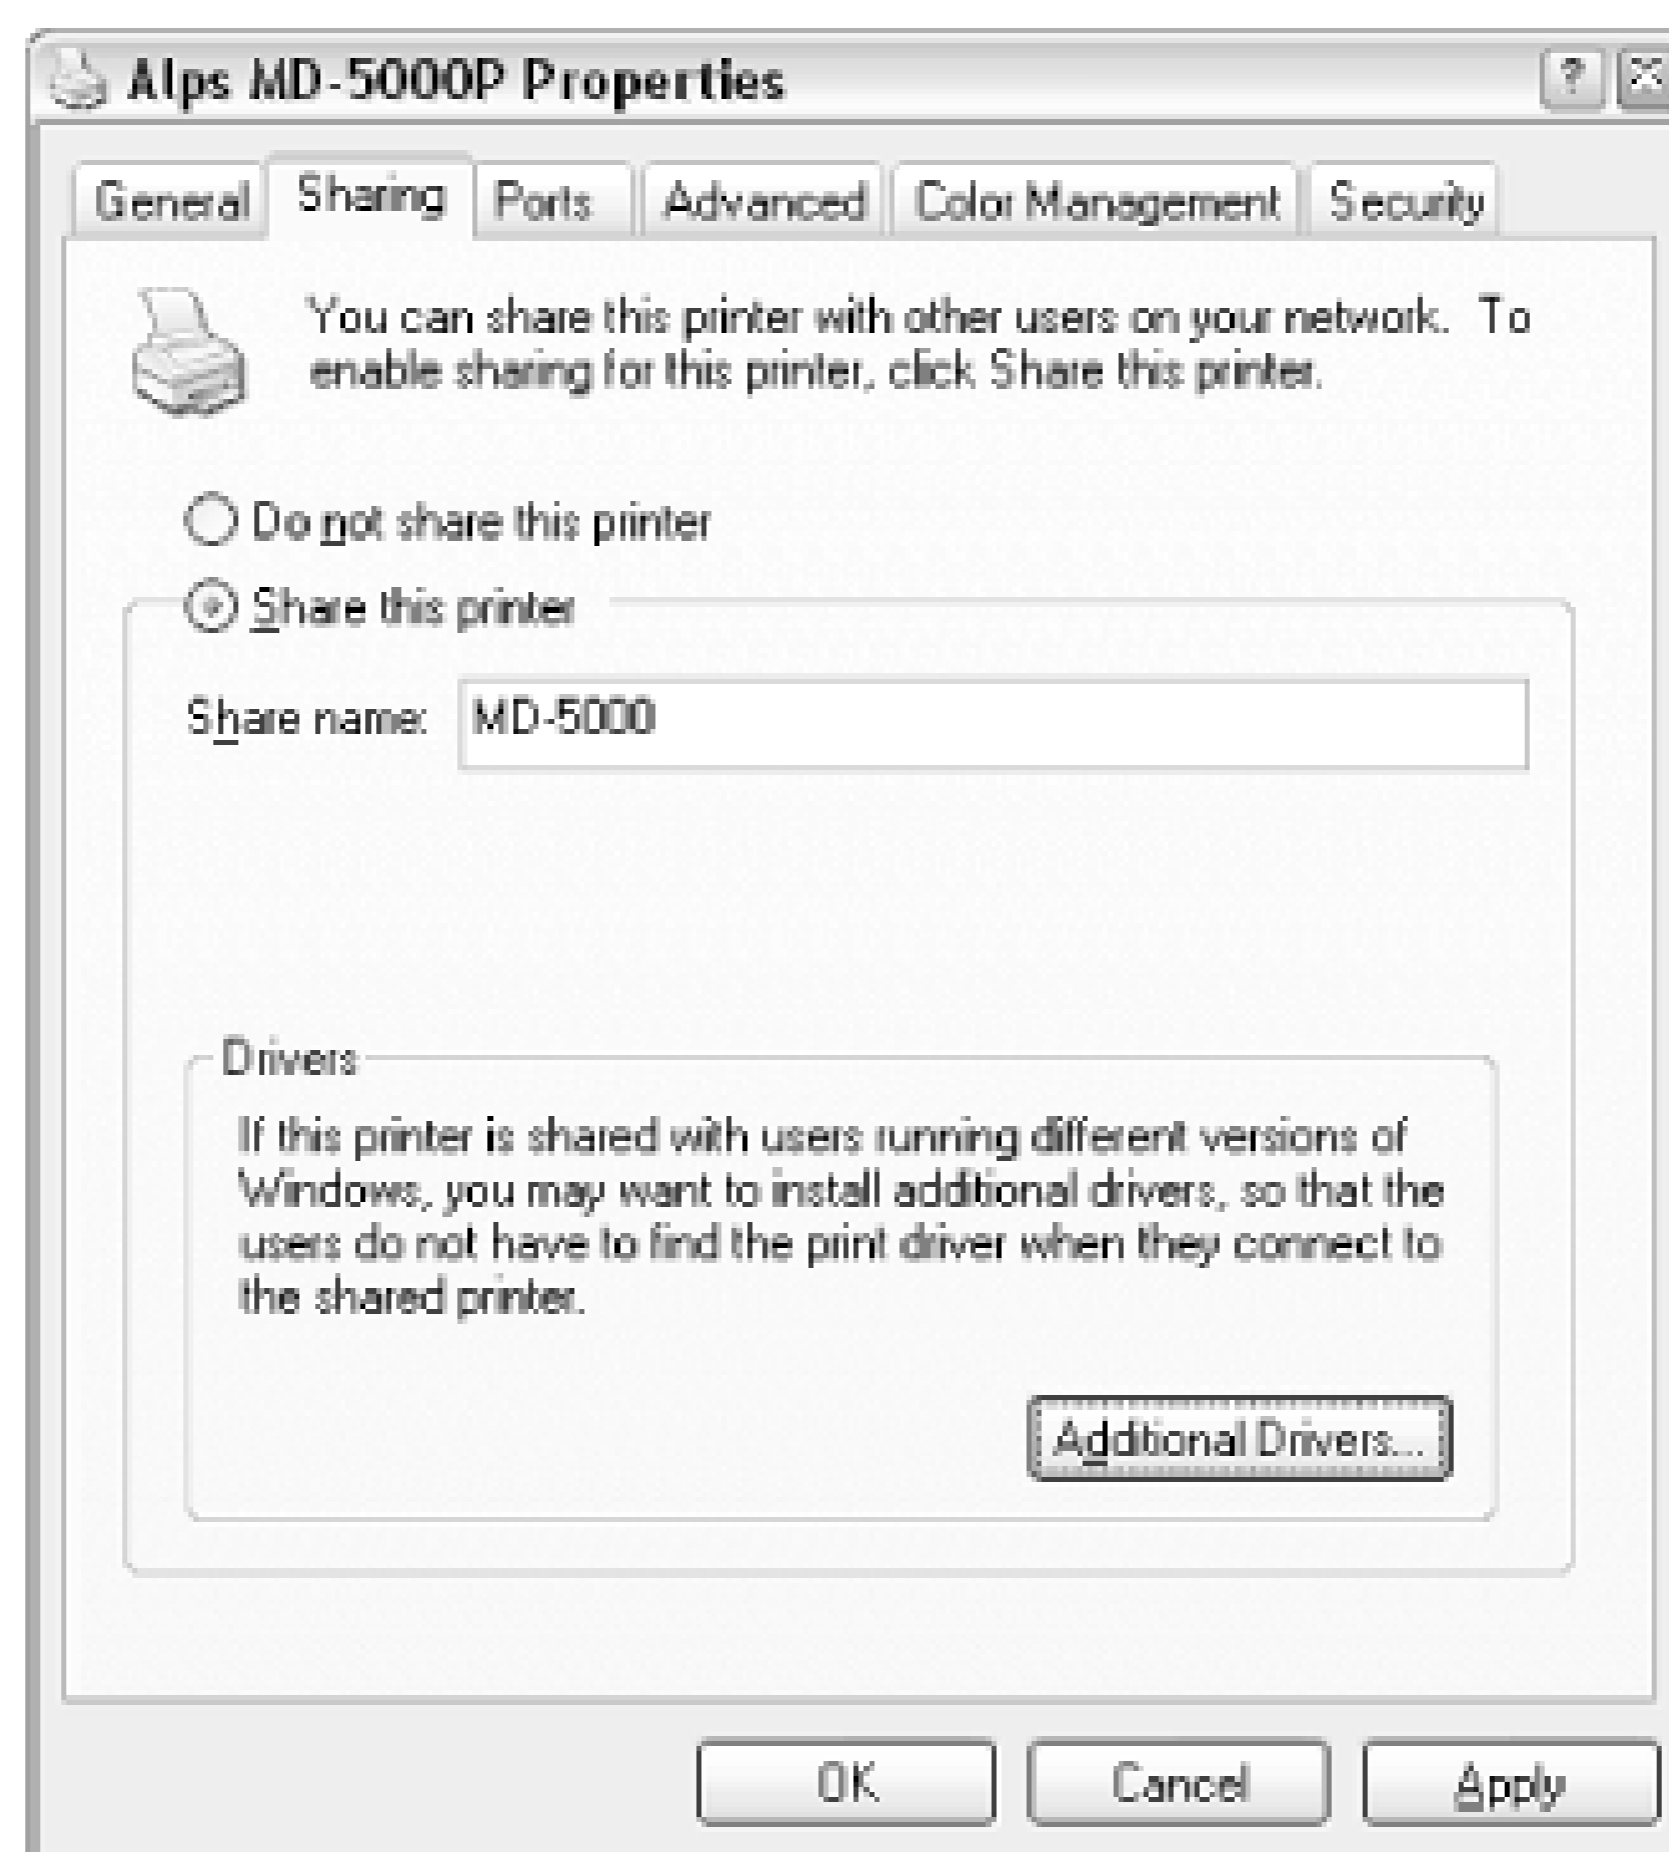 Alps MD-5000P Properties
?
General Sharing Ports Advanced Color Management Security
You can share this printer with other users on your network. To
enable sharing for this printer, click Share this printer.
Do not share this printer
Share this printer
Share name: MD-5000
Drivers
If this printer is shared with users running different versions of
Windows, you may want to install additional drivers, so that the
users do not have to find the print driver when they connect to
the shared printer.
Additional Drivers...
OK Cancel Apply